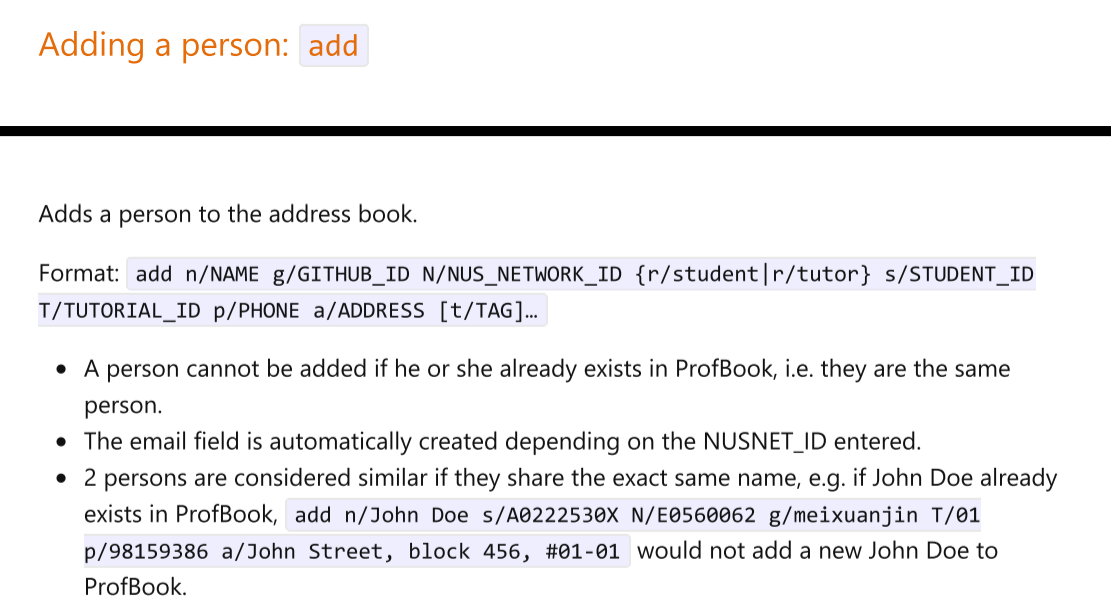 Adding a person: add
Adds a person to the address book.
Format: add n/NAME g/GITHUB_ID N/NUS_NETWORK_ID {r/student|r/tutor} s/STUDENT_ID
T/TUTORIAL_ID p/PHONE a/ADDRESS [t/TAG]…
• A person cannot be added if he or she already exists in ProfBook, i.e. they are the same
person.
• The email field is automatically created depending on the NUSNET_ID entered.
• 2 persons are considered similar if they share the exact same name, e.g. if John Doe already
exists in ProfBook, add n/John Doe s/A0222530X N/E0560062 g/meixuanjin T/01
p/98159386 a/John Street, block 456, #01-01 would not add a new John Doe to
ProfBook.